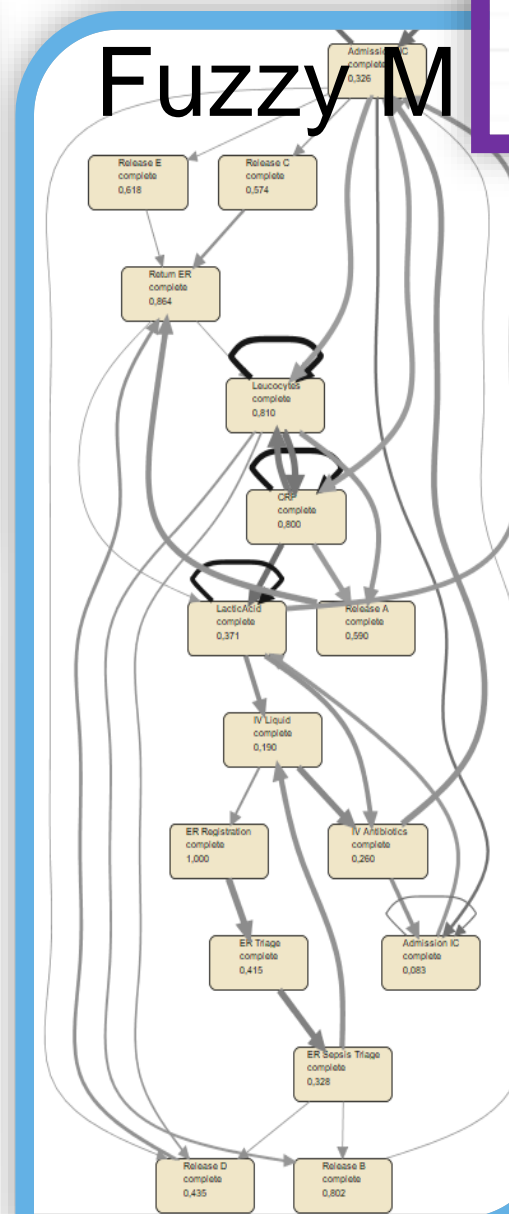 Fuzzy M
complete
0,326
Release E
complete
0,618
Release C
complete
0,574
Return ER
complete
0,864
Leucocytes
complete
0,810
CRP
complete
0,800
LacticAcid
complete
0,371
Release A
complete
0,590
IV Liquid
complete
0,190
ER Registration
complete
1,000
IV Antibiotics
complete
0,260
ER Triage
complete
0,415
Admission IC
complete
0,083
ER Sepsis Triage
complete
0,328
Release D
complete
0,435
Release B
complete
0,802